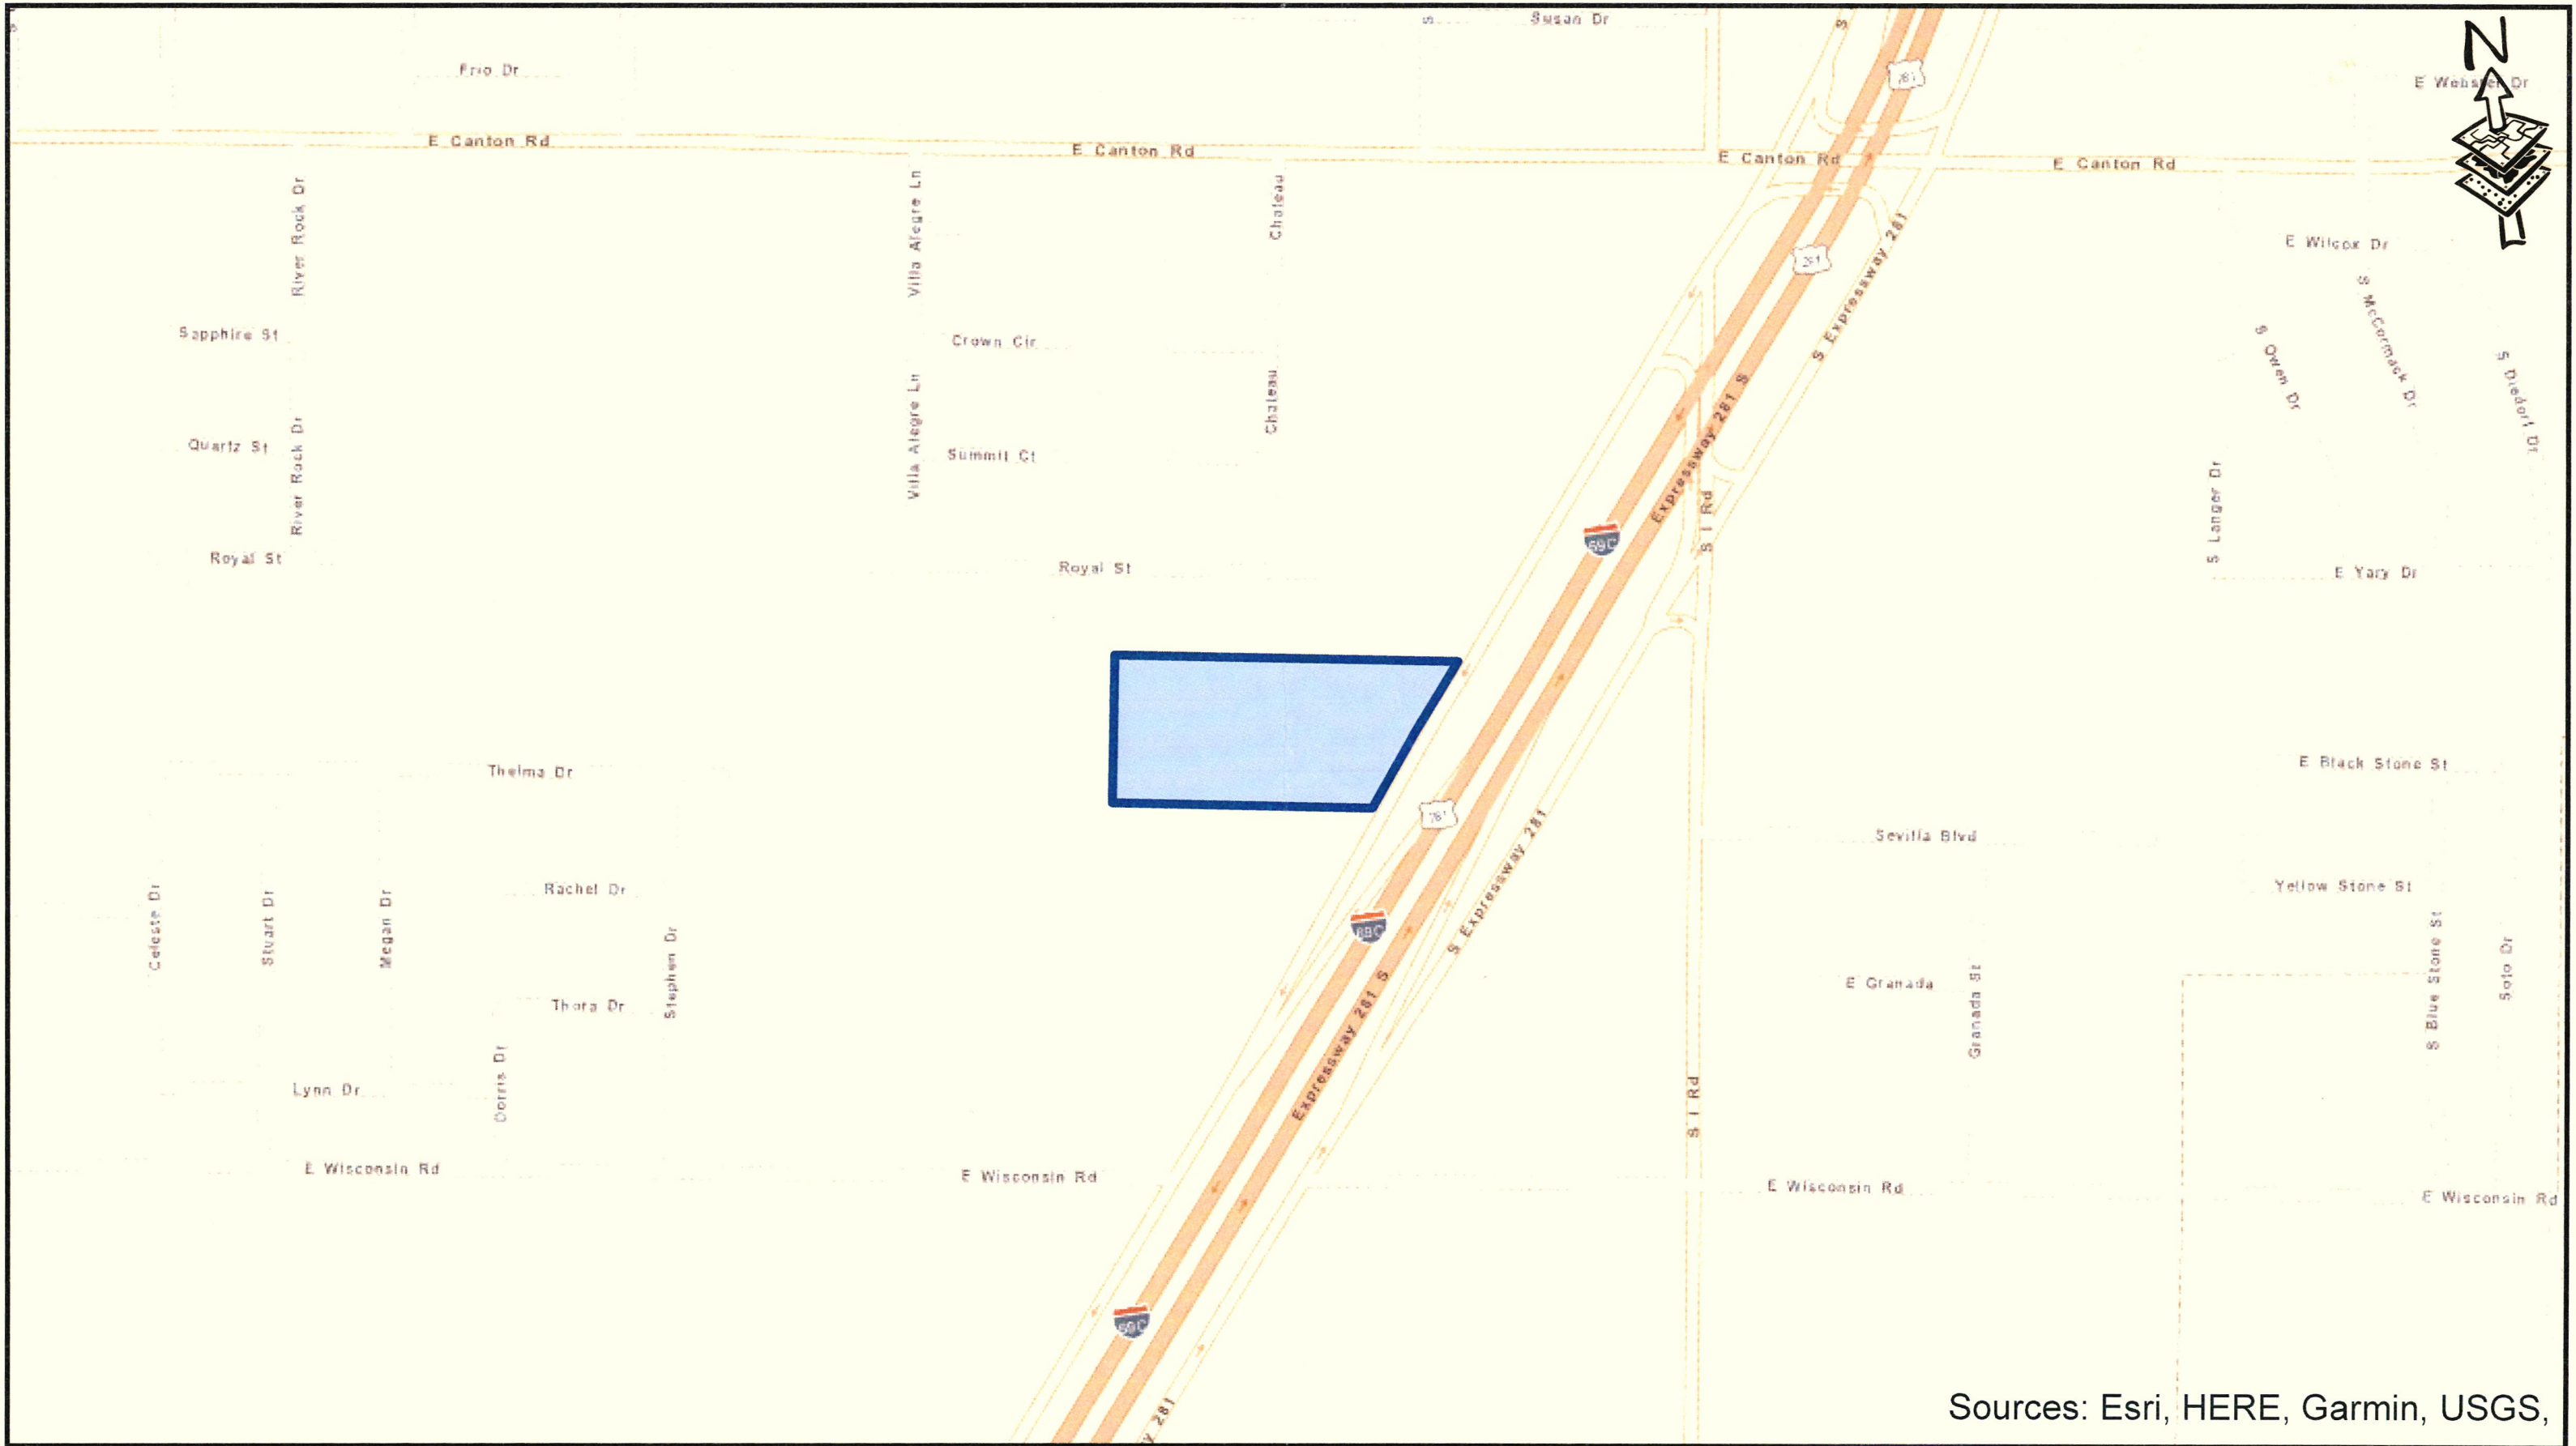 Susan Dr
N
Frio Dr
281
E Webster Dr
E Canton Rd
E Canton Rd
E Canton Rd
E Canton Rd
River Rock Dr
Villa Alegre Ln
Chateau
281
S Expressway 281
E Wilcox Dr
S McCormack Dr
S Owen Dr
S Diedorf Dr
Sapphire St
Crown Cir
Villa Alegre Ln
Chateau
Expressway 281 S
Quartz St
River Rock Dr
Summit Ct
S I Rd
S Langer Dr
69C
Royal St
Royal St
E Yary Dr
Thelma Dr
E Black Stone St
281
S Expressway 281
Sevilla Blvd
Celeste Dr
Stuart Dr
Megan Dr
Rachel Dr
Stephen Dr
69C
Yellow Stone St
S Blue Stone St
Soto Dr
E Granada
Granada St
Thora Dr
Expressway 281 S
Dorris Dr
Lynn Dr
S I Rd
E Wisconsin Rd
E Wisconsin Rd
E Wisconsin Rd
E Wisconsin Rd
69C
281
Sources: Esri, HERE, Garmin, USGS,